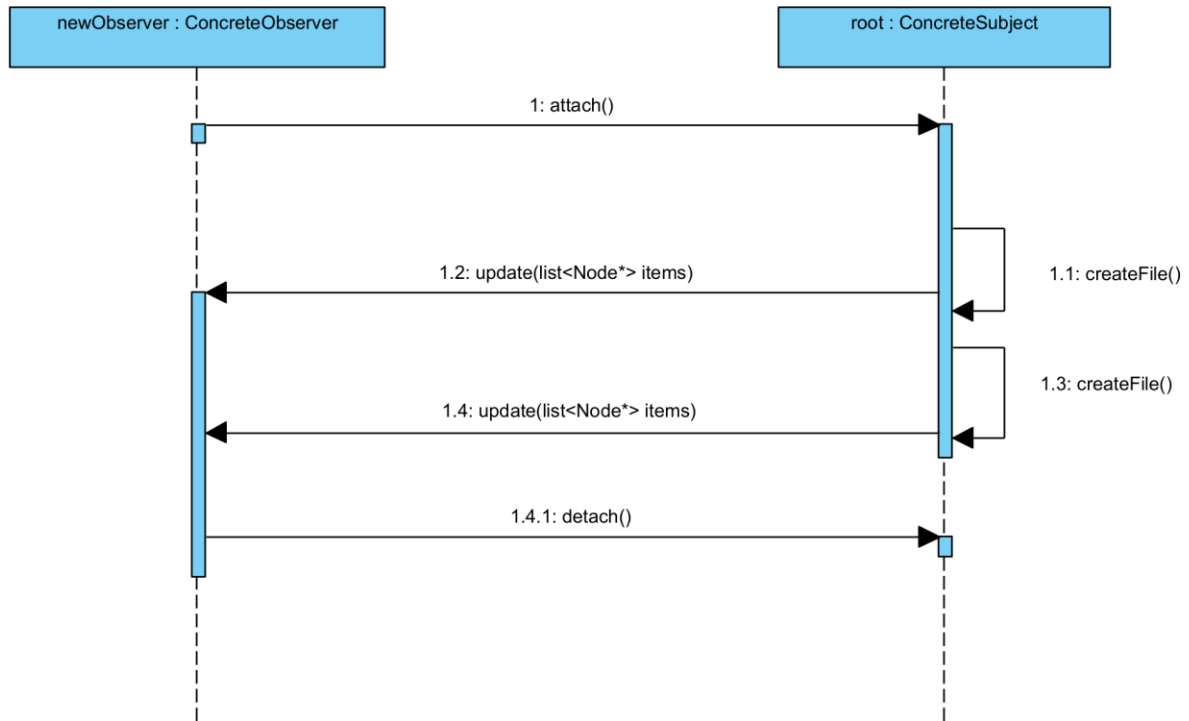 newObserver : ConcreteObserver
root : ConcreteSubject
1: attach()
1.1: createFile()
1.2: update(list<Node*> items)
1.3: createFile()
1.4: update(list<Node*> items)
1.4.1: detach()